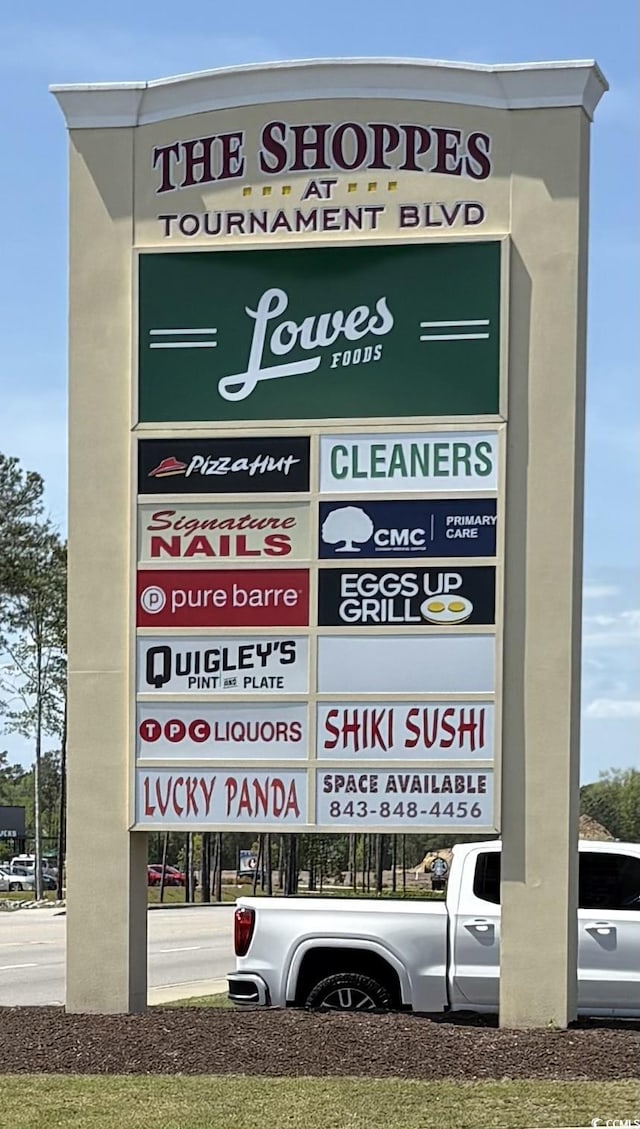 THE SHOPPES
AT
TOURNAMENT BLVD
Lowes
FOODS
Pizza Hut
CLEANERS
Signature
NAILS
CMC
PRIMARY
CARE
P pure barre
EGGS UP
GRILL
QUIGLEY'S
PINT AND PLATE
TPC LIQUORS
SHIKI SUSHI
LUCKY PANDA
SPACE AVAILABLE
843-848-4456
CCMLS